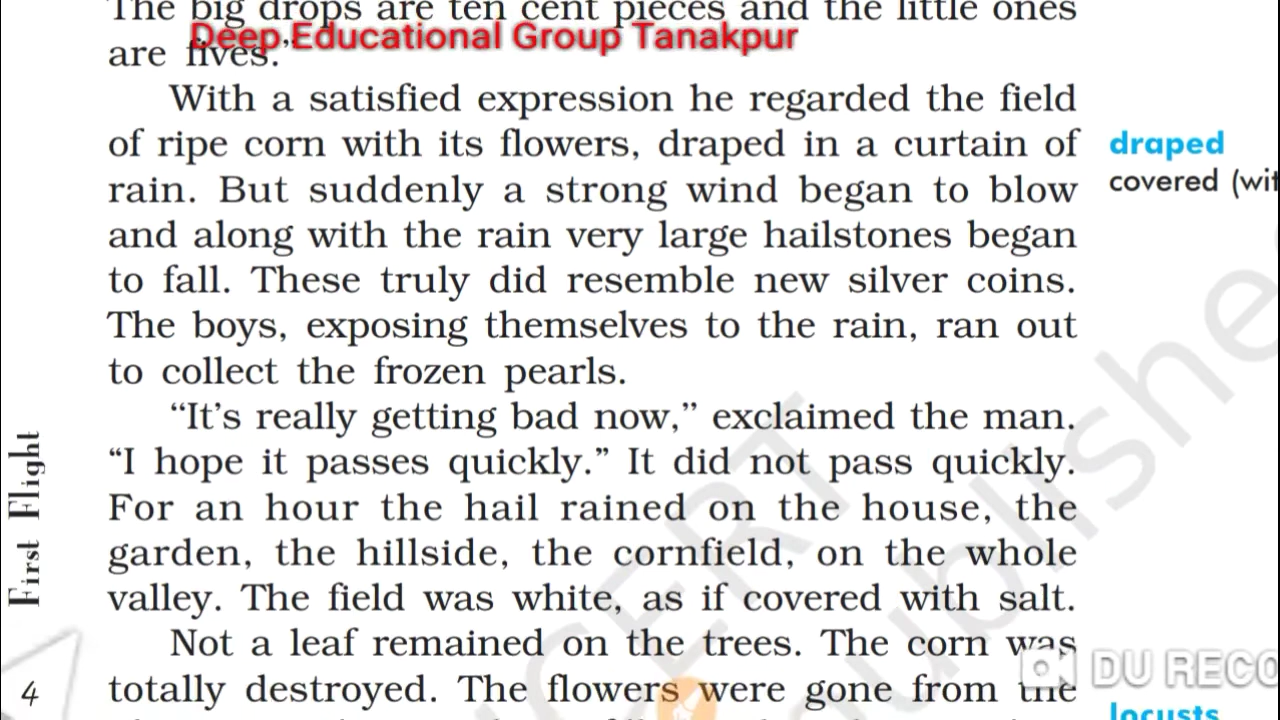 The big drops are ten cent pieces and the little ones
Deep Educational Group Tanakpur
are fives."
With a satisfied expression he regarded the field
of ripe corn with its flowers, draped in a curtain of
rain. But suddenly a strong wind began to blow
and along with the rain very large hailstones began
to fall. These truly did resemble new silver coins.
The boys, exposing themselves to the rain, ran out
to collect the frozen pearls.
“It’s really getting bad now,” exclaimed the man.
“I hope it passes quickly.” It did not pass quickly.
For an hour the hail rained on the house, the
garden, the hillside, the cornfield, on the whole
valley. The field was white, as if covered with salt.
Not a leaf remained on the trees. The corn was
totally destroyed. The flowers were gone from the
draped
covered (wit
locusts
First Flight
4
DU RECO